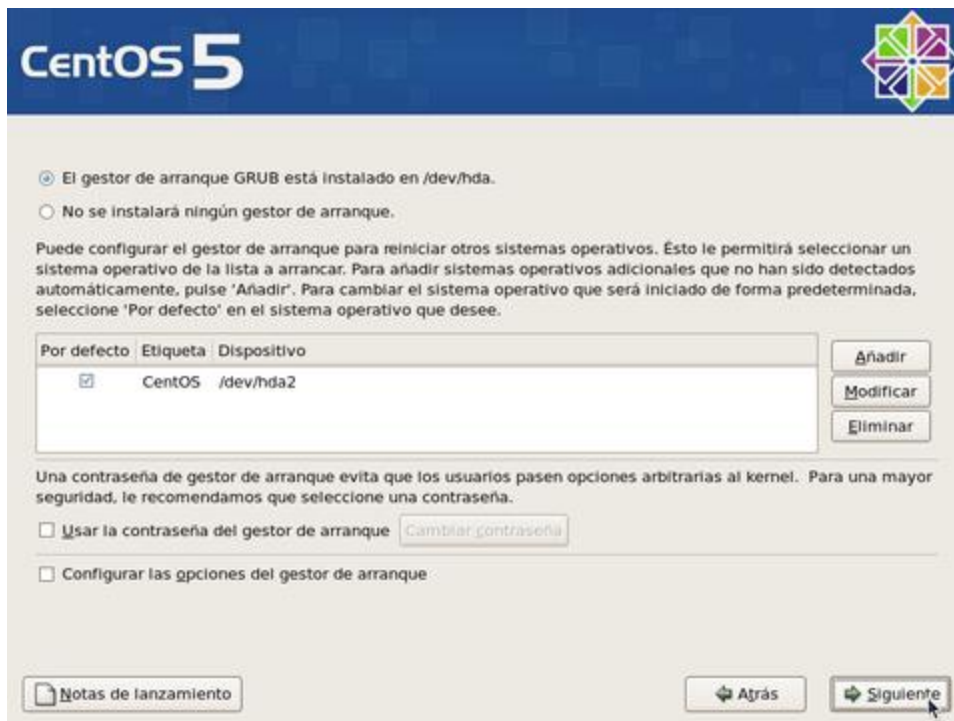 CentOS 5
El gestor de arranque GRUB está instalado en /dev/hda.
No se instalará ningún gestor de arranque.
Puede configurar el gestor de arranque para reiniciar otros sistemas operativos. Ésto le permitirá seleccionar un
sistema operativo de la lista a arrancar. Para añadir sistemas operativos adicionales que no han sido detectados
automáticamente, pulse 'Añadir'. Para cambiar el sistema operativo que será iniciado de forma predeterminada,
seleccione 'Por defecto' en el sistema operativo que desee.
Por defecto Etiqueta Dispositivo
CentOS /dev/hda2
Añadir
Modificar
Eliminar
Una contraseña de gestor de arranque evita que los usuarios pasen opciones arbitrarias al kernel. Para una mayor
seguridad, le recomendamos que seleccione una contraseña.
Usar la contraseña del gestor de arranque Cambiar contraseña
Configurar las opciones del gestor de arranque
Notas de lanzamiento Atrás Siguiente